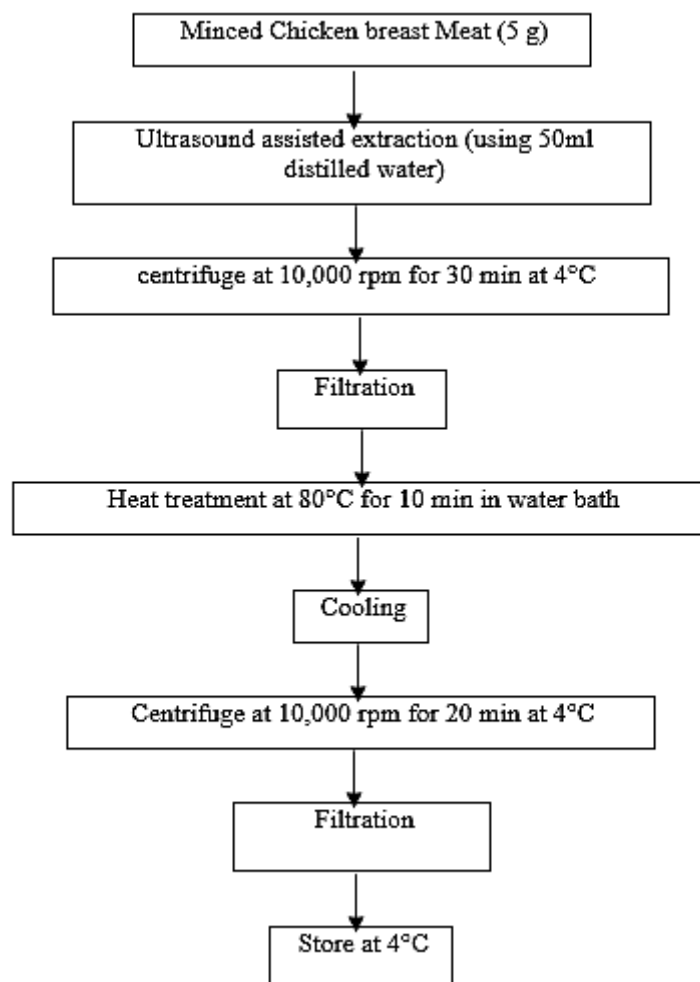 Minced Chicken breast Meat (5 g)
Ultrasound assisted extraction (using 50ml
distilled water)
centrifuge at 10,000 rpm for 30 min at 4°C
Filtration
Heat treatment at 80°C for 10 min in water bath
Cooling
Centrifuge at 10,000 rpm for 20 min at 4°C
Filtration
Store at 4°C